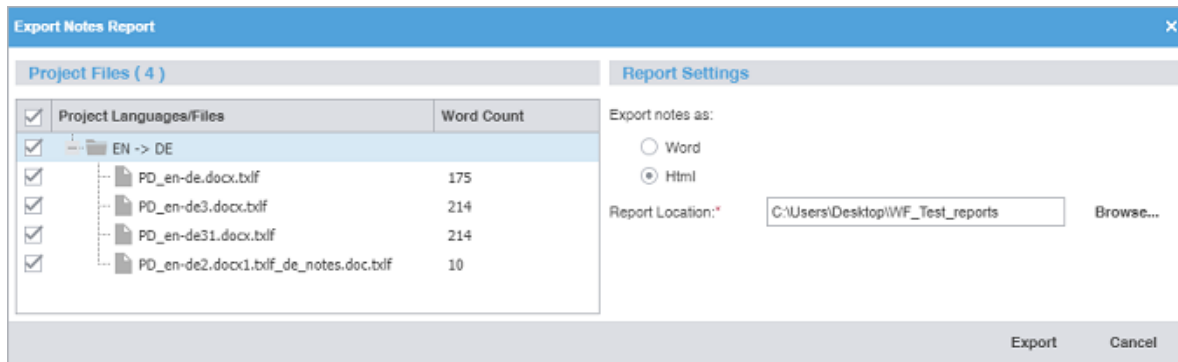 Export Notes Report
Project Files ( 4 )
Project Languages/Files Word Count
EN -> DE
PD_en-de.docx.txlf 175
PD_en-de3.docx.txlf 214
PD_en-de31.docx.txlf 214
PD_en-de2.docx1.txlf_de_notes.doc.txlf 10
Report Settings
Export notes as:
Word
Html
Report Location:* C:\Users\Desktop\WF_Test_reports Browse...
Export Cancel